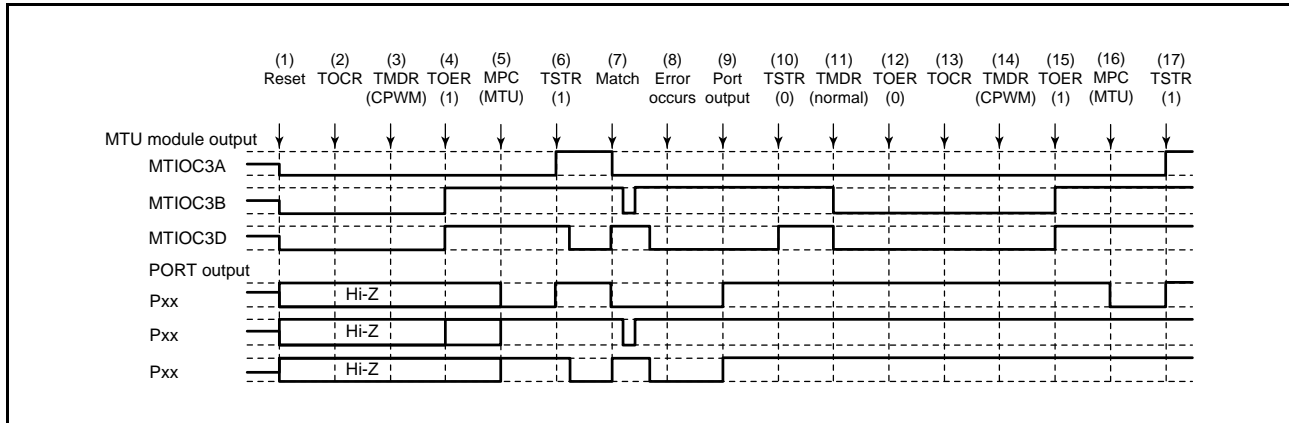 (1) (2) (3) (4) (5) (6) (7) (8) (9) (10) (11) (12) (13) (14) (15) (16) (17)
Reset TOCR TMDR TOER MPC TSTR Match Error Port TSTR TMDR TOER TOCR TMDR TOER MPC TSTR
(CPWM) (1) (MTU) (1) occurs output (0) (normal) (0) (CPWM) (1) (MTU) (1)
MTU module output
MTIOC3A
MTIOC3B
MTIOC3D
PORT output
Pxx Hi-Z
Pxx Hi-Z
Pxx Hi-Z